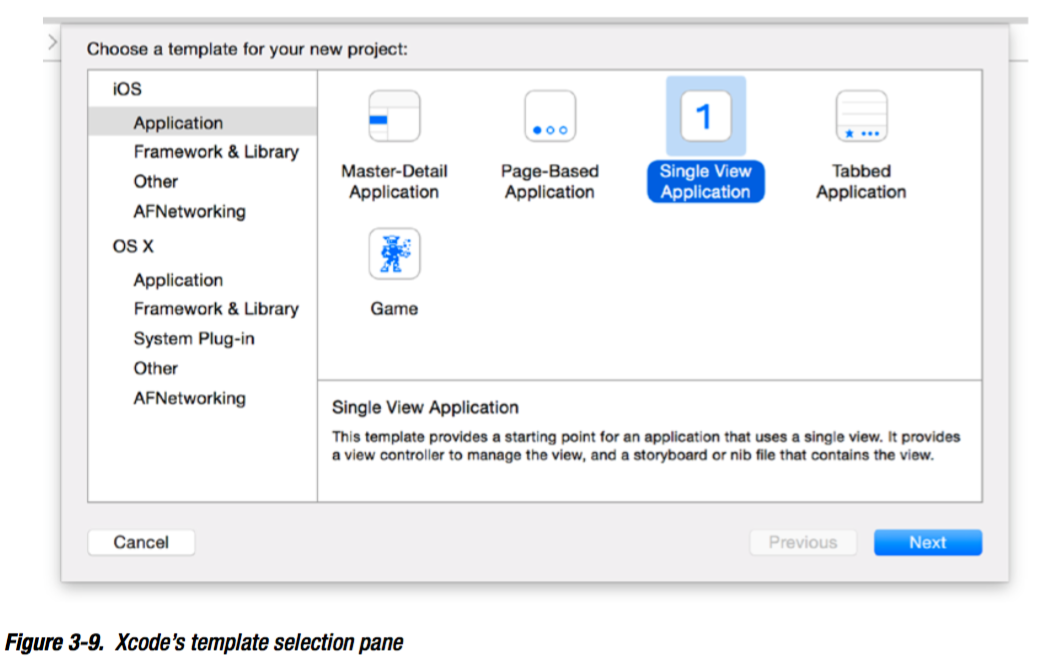 Choose a template for your new project:
iOS
Application
Framework & Library
Other
AFNetworking
OS X
Application
Framework & Library
System Plug-in
Other
AFNetworking
Master-Detail
Application
Page-Based
Application
1
Single View
Application
Tabbed
Application
Game
Single View Application
This template provides a starting point for an application that uses a single view. It provides
a view controller to manage the view, and a storyboard or nib file that contains the view.
Cancel
Previous
Next
Figure 3-9. Xcode's template selection pane